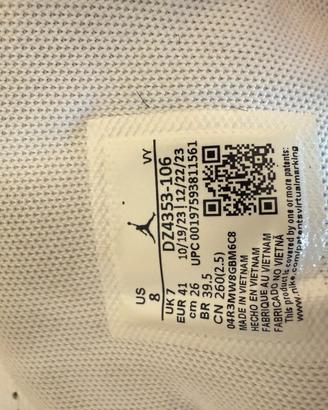 VY
US
8
UK 7
EUR 41
cm 26
BR 39.5
CN 260(2.5)
DZ4353-106
10/19/23 12/22/23
UPC 00197593811561
04R3MW8GBM6C8
MADE IN VIETNAM
HECHO EN VIETNAM
FABRIQUE AU VIETNAM
FABRICADO NO VIETNÃ
This product is covered by one or more patents:
www.nike.com/patentsvirtualmarking